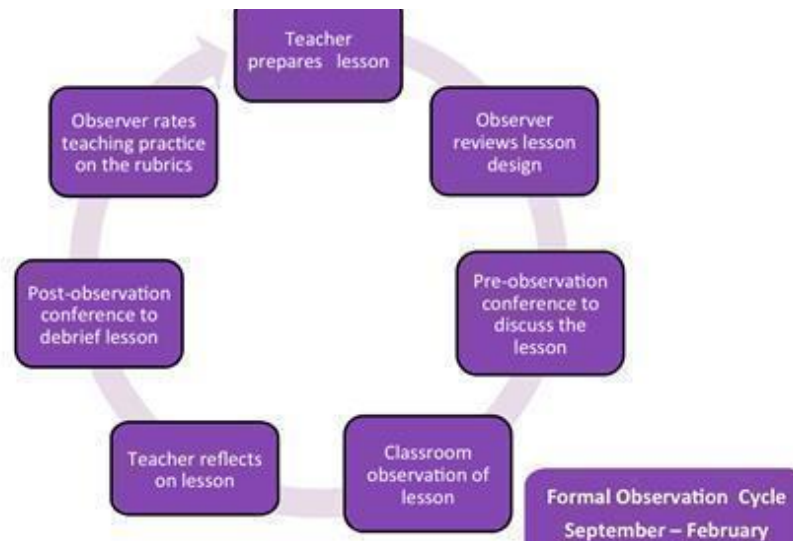 Teacher
prepares lesson
Observer
reviews lesson
design
Pre-observation
conference to
discuss the
lesson
Classroom
observation of
lesson
Teacher reflects
on lesson
Post-observation
conference to
debrief lesson
Observer rates
teaching practice
on the rubrics
Formal Observation Cycle
September – February